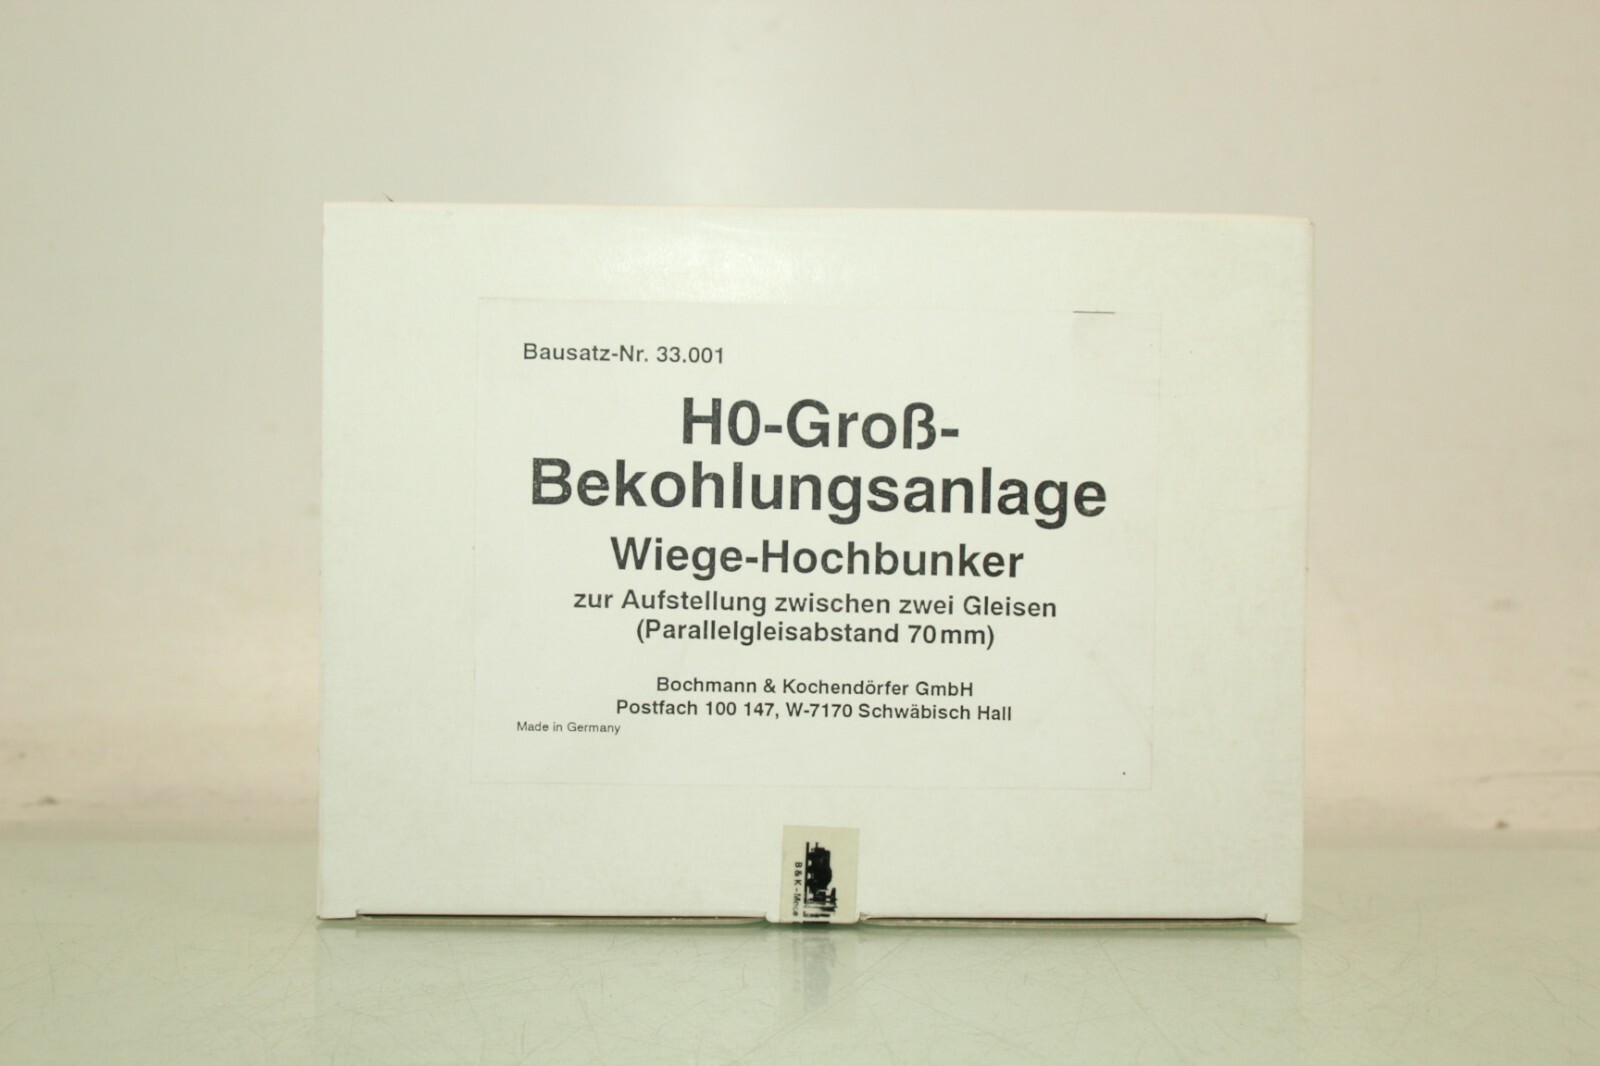 Bausatz-Nr. 33.001
H0-Groß-
Bekohlungsanlage
Wiege-Hochbunker
zur Aufstellung zwischen zwei Gleisen
(Parallelgleisabstand 70mm)
Bochmann & Kochendörfer GmbH
Postfach 100 147, W-7170 Schwäbisch Hall
Made in Germany
B & K -